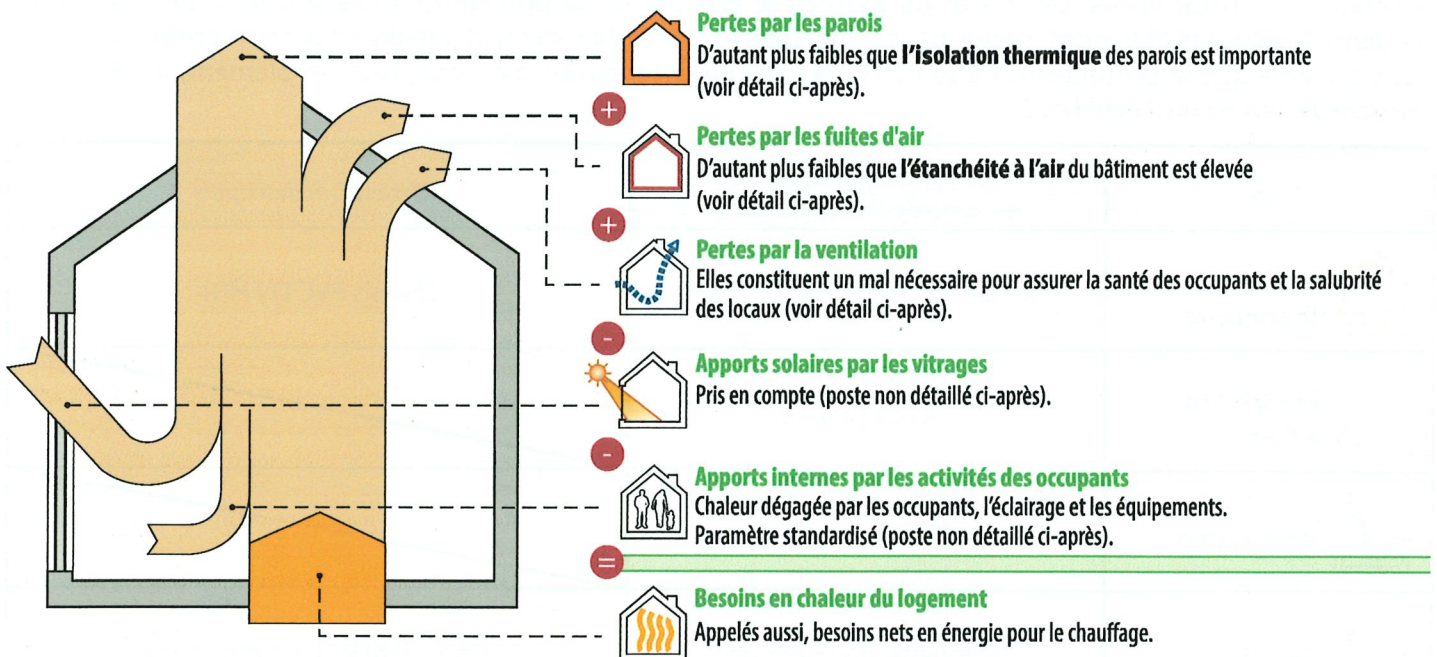 Pertes par les parois
D'autant plus faibles que l'isolation thermique des parois est importante
(voir détail ci-après).
+
Pertes par les fuites d'air
D'autant plus faibles que l'étanchéité à l'air du bâtiment est élevée
(voir détail ci-après).
+
Pertes par la ventilation
Elles constituent un mal nécessaire pour assurer la santé des occupants et la salubrité
des locaux (voir détail ci-après).
-
Apports solaires par les vitrages
Pris en compte (poste non détaillé ci-après).
-
Apports internes par les activités des occupants
Chaleur dégagée par les occupants, l'éclairage et les équipements.
Paramètre standardisé (poste non détaillé ci-après).
=
Besoins en chaleur du logement
Appelés aussi, besoins nets en énergie pour le chauffage.